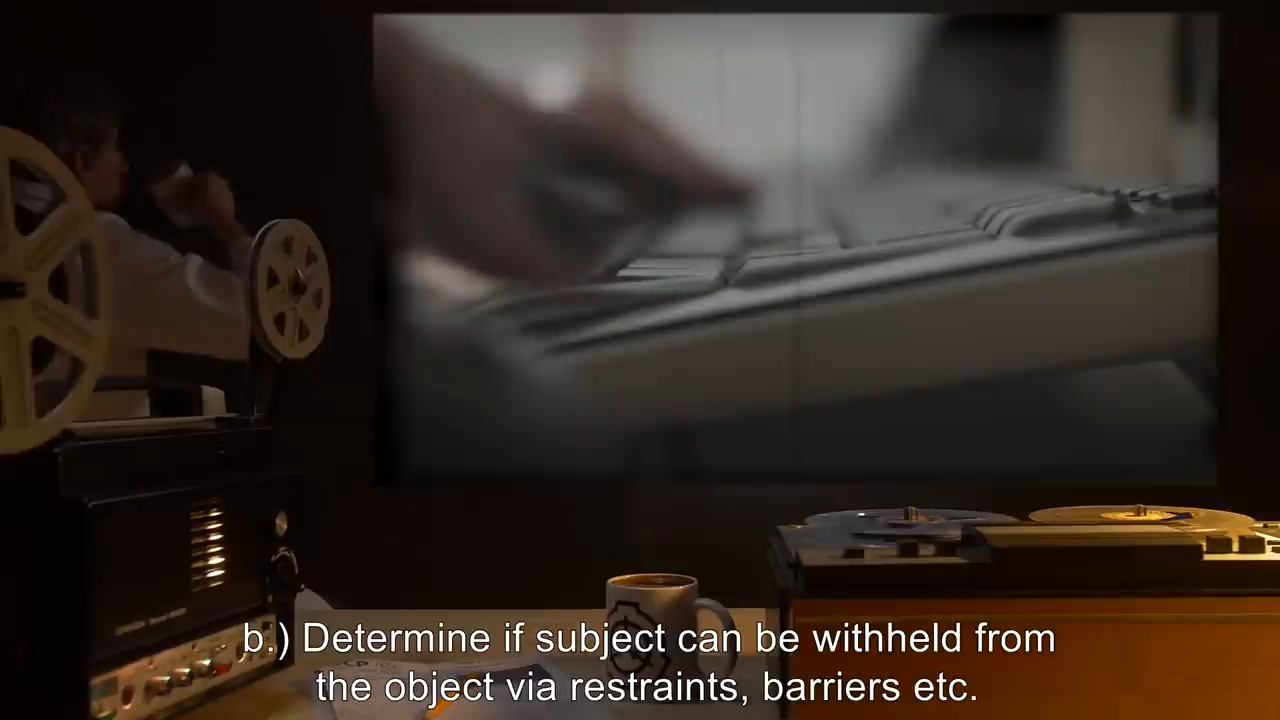 b.) Determine if subject can be withheld from
the object via restraints, barriers etc.